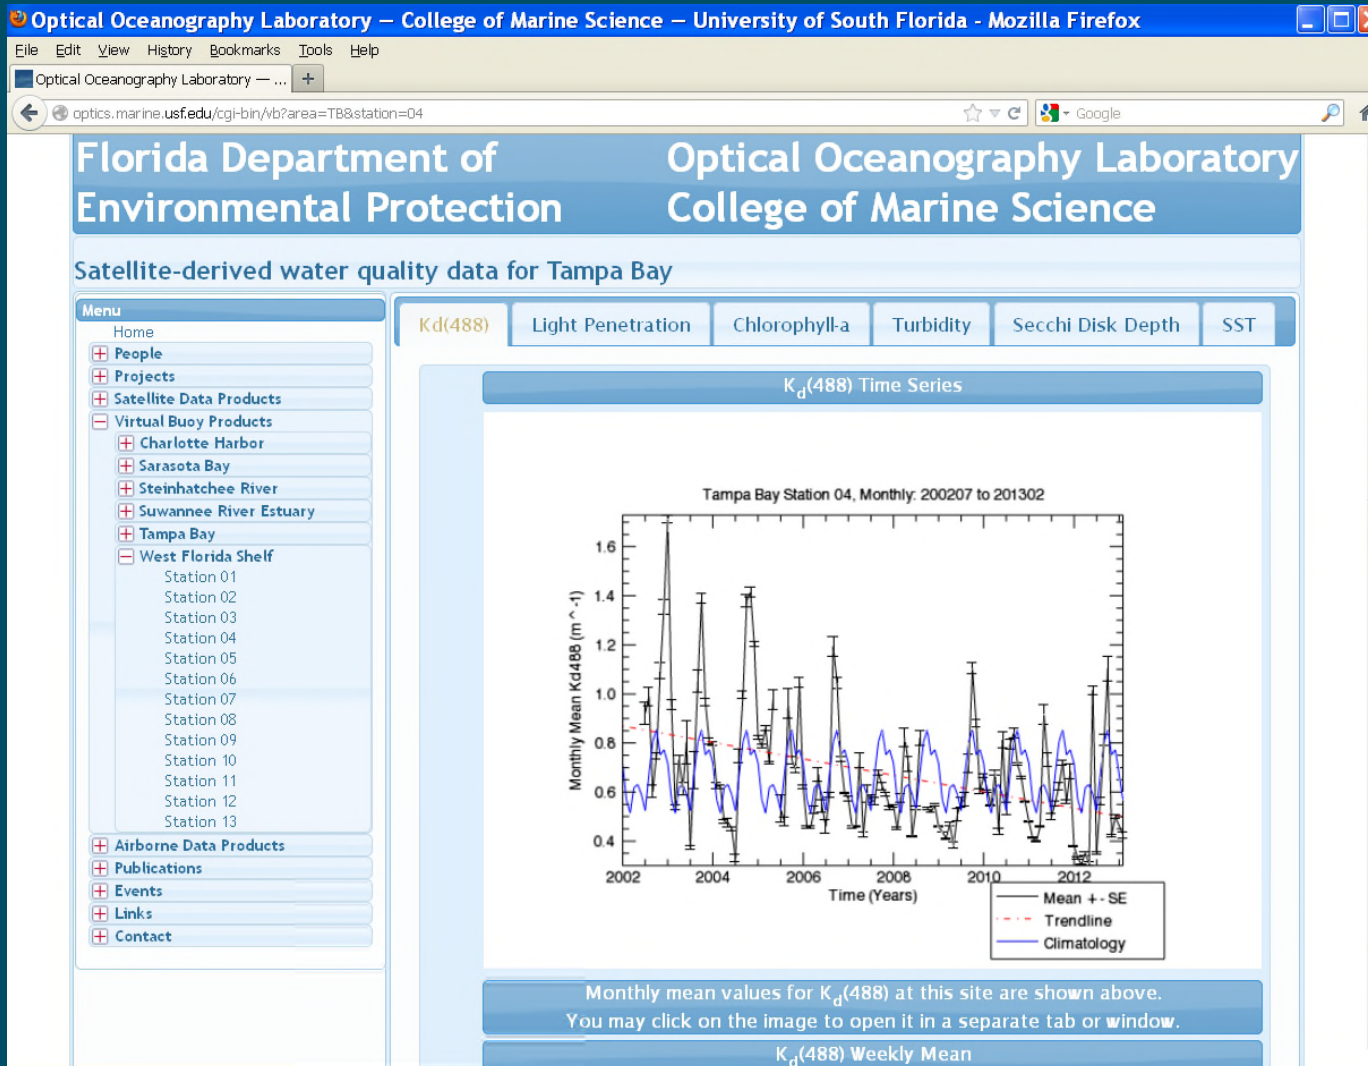 Optical Oceanography Laboratory — College of Marine Science — University of South Florida - Mozilla Firefox
File Edit View History Bookmarks Tools Help
Optical Oceanography Laboratory — ... +
optics.marine.usf.edu/cgi-bin/vb?area=TB&station=04
Google
Florida Department of Environmental Protection
Optical Oceanography Laboratory College of Marine Science
Satellite-derived water quality data for Tampa Bay
Menu
Home
People
Projects
Satellite Data Products
Virtual Buoy Products
Charlotte Harbor
Sarasota Bay
Steinhatchee River
Suwannee River Estuary
Tampa Bay
West Florida Shelf
Station 01
Station 02
Station 03
Station 04
Station 05
Station 06
Station 07
Station 08
Station 09
Station 10
Station 11
Station 12
Station 13
Airborne Data Products
Publications
Events
Links
Contact
Kd(488) Light Penetration Chlorophyll-a Turbidity Secchi Disk Depth SST
Kd(488) Time Series
Tampa Bay Station 04, Monthly: 200207 to 201302
Monthly Mean Kd488 (m^-1)
1.6
1.4
1.2
1.0
0.8
0.6
0.4
2002 2004 2006 2008 2010 2012
Time (Years)
Mean +- SE
Trendline
Climatology
Monthly mean values for Kd(488) at this site are shown above.
You may click on the image to open it in a separate tab or window.
Kd(488) Weekly Mean